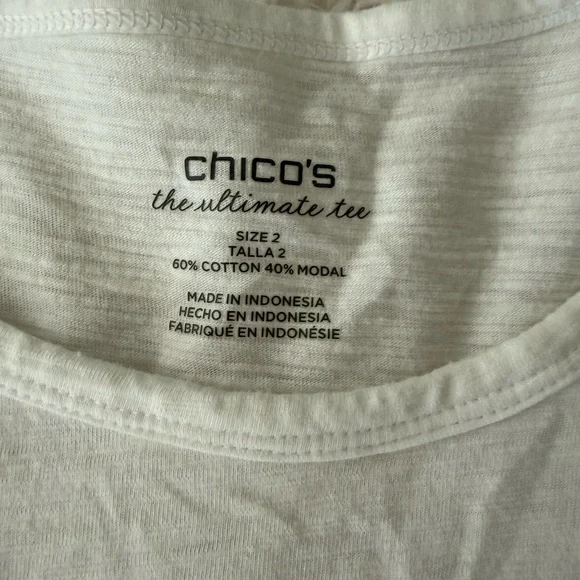 chico's
the ultimate tee
SIZE 2
TALLA 2
60% COTTON 40% MODAL
MADE IN INDONESIA
HECHO EN INDONESIA
FABRIQUÉ EN INDONÉSIE